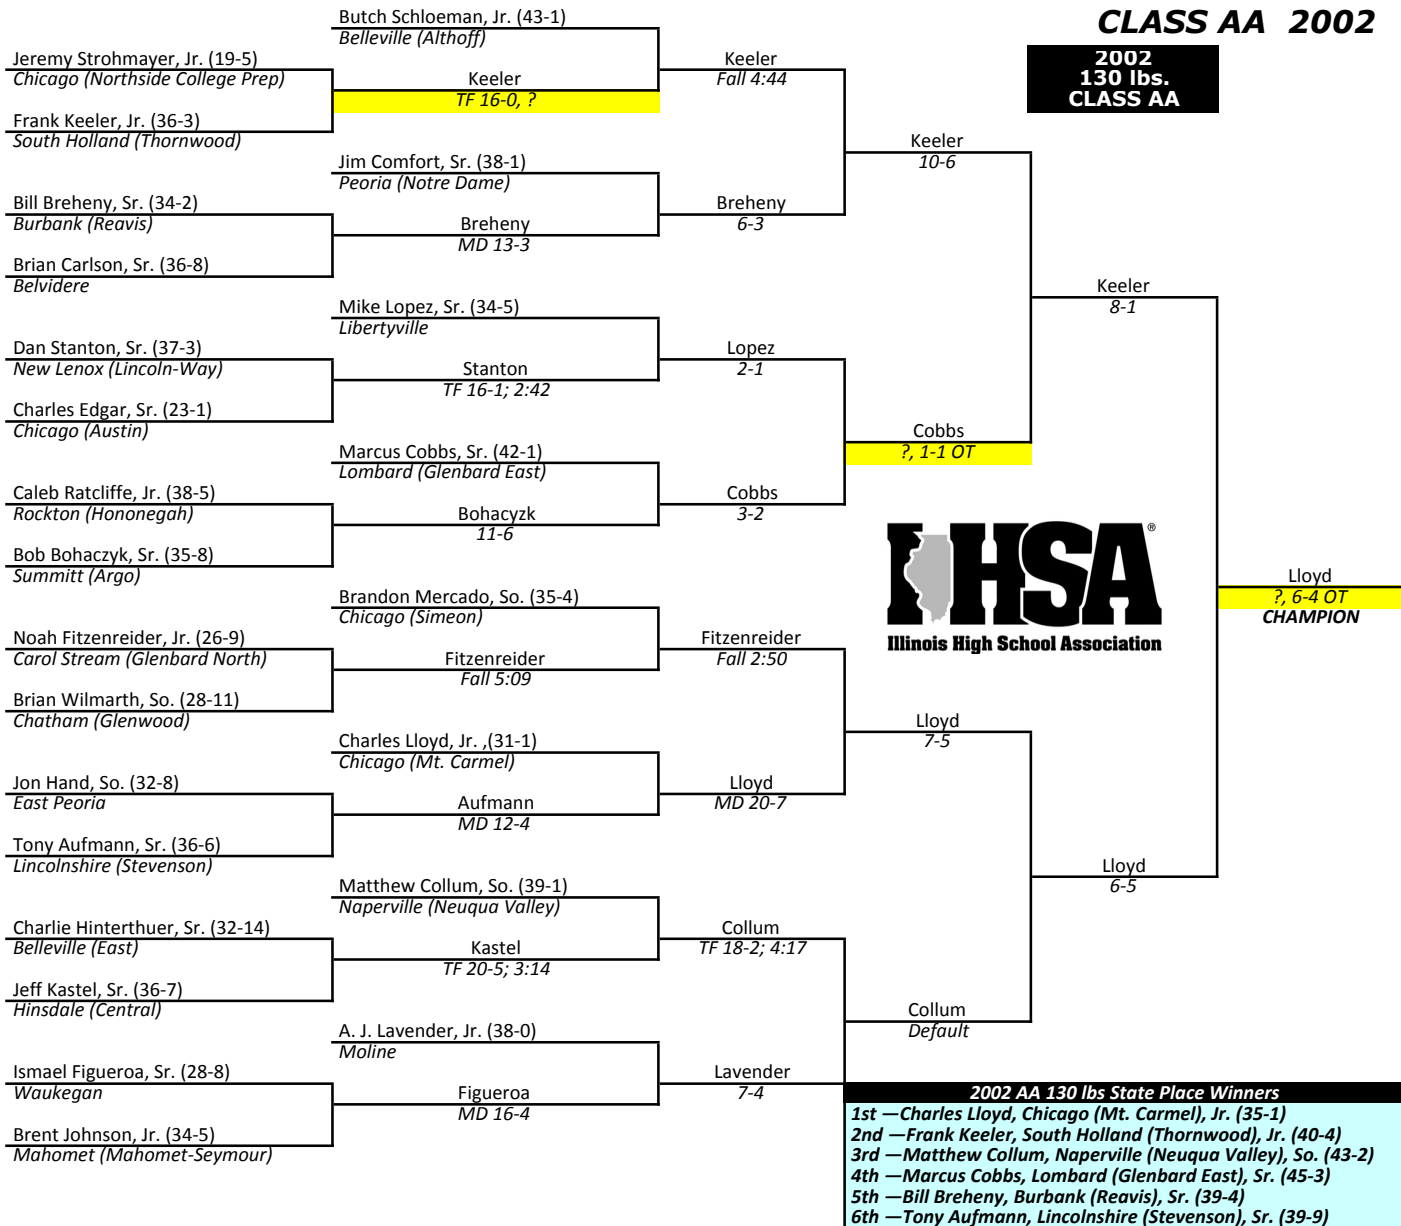 CLASS AA  2002
2002
130 lbs.
CLASS AA
Jeremy Strohmayer, Jr. (19-5)
Chicago (Northside College Prep)
Frank Keeler, Jr. (36-3)
South Holland (Thornwood)
Bill Breheny, Sr. (34-2)
Burbank (Reavis)
Brian Carlson, Sr. (36-8)
Belvidere
Dan Stanton, Sr. (37-3)
New Lenox (Lincoln-Way)
Charles Edgar, Sr. (23-1)
Chicago (Austin)
Caleb Ratcliffe, Jr. (38-5)
Rockton (Hononegah)
Bob Bohaczyk, Sr. (35-8)
Summitt (Argo)
Noah Fitzenreider, Jr. (26-9)
Carol Stream (Glenbard North)
Brian Wilmarth, So. (28-11)
Chatham (Glenwood)
Jon Hand, So. (32-8)
East Peoria
Tony Aufmann, Sr. (36-6)
Lincolnshire (Stevenson)
Charlie Hinterthuer, Sr. (32-14)
Belleville (East)
Jeff Kastel, Sr. (36-7)
Hinsdale (Central)
Ismael Figueroa, Sr. (28-8)
Waukegan
Brent Johnson, Jr. (34-5)
Mahomet (Mahomet-Seymour)
Butch Schloeman, Jr. (43-1)
Belleville (Althoff)
Keeler
TF 16-0, ?
Jim Comfort, Sr. (38-1)
Peoria (Notre Dame)
Breheny
MD 13-3
Mike Lopez, Sr. (34-5)
Libertyville
Stanton
TF 16-1; 2:42
Marcus Cobbs, Sr. (42-1)
Lombard (Glenbard East)
Bohacyzk
11-6
Brandon Mercado, So. (35-4)
Chicago (Simeon)
Fitzenreider
Fall 5:09
Charles Lloyd, Jr. ,(31-1)
Chicago (Mt. Carmel)
Aufmann
MD 12-4
Matthew Collum, So. (39-1)
Naperville (Neuqua Valley)
Kastel
TF 20-5; 3:14
A. J. Lavender, Jr. (38-0)
Moline
Figueroa
MD 16-4
Keeler
Fall 4:44
Breheny
6-3
Lopez
2-1
Cobbs
3-2
Fitzenreider
Fall 2:50
Lloyd
MD 20-7
Collum
TF 18-2; 4:17
Lavender
7-4
Keeler
10-6
Cobbs
?, 1-1 OT
Lloyd
7-5
Collum
Default
Keeler
8-1
Lloyd
6-5
Lloyd
?, 6-4 OT
CHAMPION
IHSA®
Illinois High School Association
2002 AA 130 lbs State Place Winners
1st —Charles Lloyd, Chicago (Mt. Carmel), Jr. (35-1)
2nd —Frank Keeler, South Holland (Thornwood), Jr. (40-4)
3rd —Matthew Collum, Naperville (Neuqua Valley), So. (43-2)
4th —Marcus Cobbs, Lombard (Glenbard East), Sr. (45-3)
5th —Bill Breheny, Burbank (Reavis), Sr. (39-4)
6th —Tony Aufmann, Lincolnshire (Stevenson), Sr. (39-9)